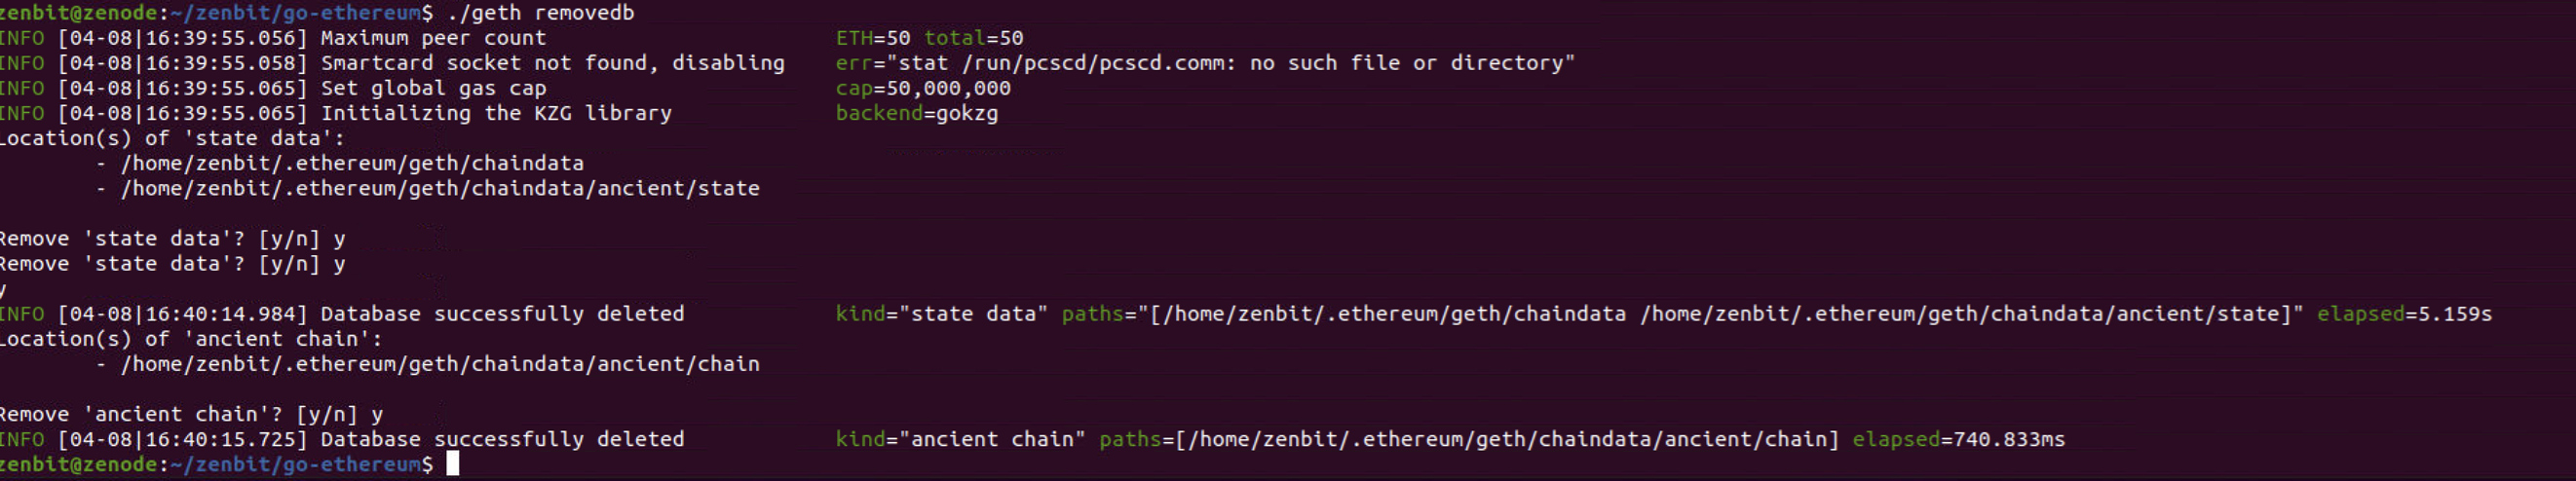 zenbit@zenode:~/zenbit/go-ethereum$ ./geth removedb
INFO [04-08|16:39:55.056] Maximum peer count                       ETH=50 total=50
INFO [04-08|16:39:55.058] Smartcard socket not found, disabling    err="stat /run/pcscd/pcscd.comm: no such file or directory"
INFO [04-08|16:39:55.065] Set global gas cap                       cap=50,000,000
INFO [04-08|16:39:55.065] Initializing the KZG library             backend=gokzg
Location(s) of 'state data':
        - /home/zenbit/.ethereum/geth/chaindata
        - /home/zenbit/.ethereum/geth/chaindata/ancient/state
Remove 'state data'? [y/n] y
Remove 'state data'? [y/n] y
y
INFO [04-08|16:40:14.984] Database successfully deleted            kind="state data" paths="[/home/zenbit/.ethereum/geth/chaindata /home/zenbit/.ethereum/geth/chaindata/ancient/state]" elapsed=5.159s
Location(s) of 'ancient chain':
        - /home/zenbit/.ethereum/geth/chaindata/ancient/chain
Remove 'ancient chain'? [y/n] y
INFO [04-08|16:40:15.725] Database successfully deleted            kind="ancient chain" paths=[/home/zenbit/.ethereum/geth/chaindata/ancient/chain] elapsed=740.833ms
zenbit@zenode:~/zenbit/go-ethereum$